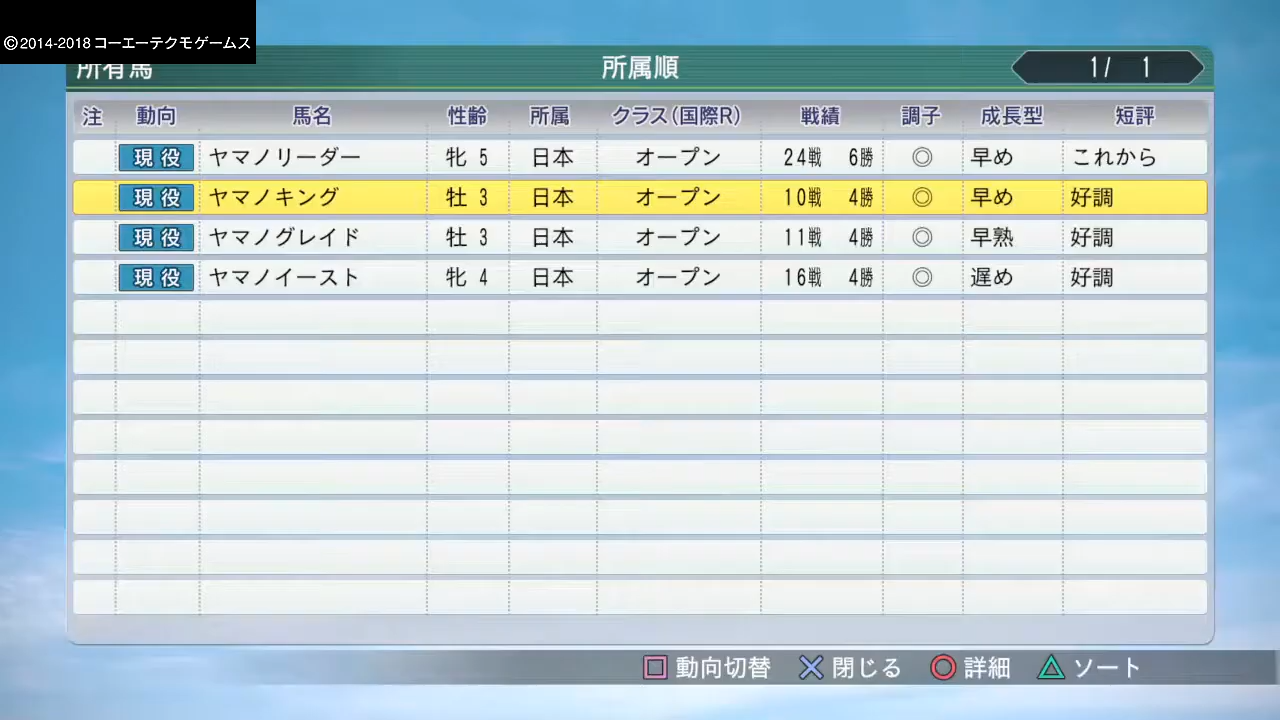 ©2014-2018 コーエーテクモゲームス
所有馬 所属順 1/ 1
注 動向 馬名 性齢 所属 クラス(国際R) 戦績 調子 成長型 短評
現役 ヤマノリーダー 牝 5 日本 オープン 24戦 6勝 ◎ 早め これから
現役 ヤマノキング 牡 3 日本 オープン 10戦 4勝 ◎ 早め 好調
現役 ヤマノグレイド 牡 3 日本 オープン 11戦 4勝 ◎ 早熟 好調
現役 ヤマノイースト 牝 4 日本 オープン 16戦 4勝 ◎ 遅め 好調
動向切替 閉じる 詳細 ソート